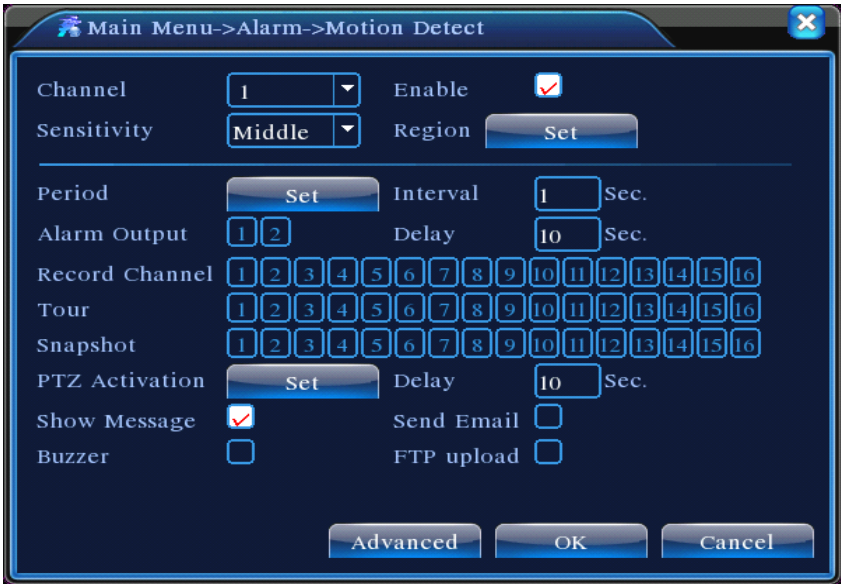 Main Menu->Alarm->Motion Detect
Channel 1 Enable
Sensitivity Middle Region Set
Period Set Interval 1 Sec.
Alarm Output 1 2 Delay 10 Sec.
Record Channel 1 2 3 4 5 6 7 8 9 10 11 12 13 14 15 16
Tour 1 2 3 4 5 6 7 8 9 10 11 12 13 14 15 16
Snapshot 1 2 3 4 5 6 7 8 9 10 11 12 13 14 15 16
PTZ Activation Set Delay 10 Sec.
Show Message Send Email
Buzzer FTP upload
Advanced OK Cancel